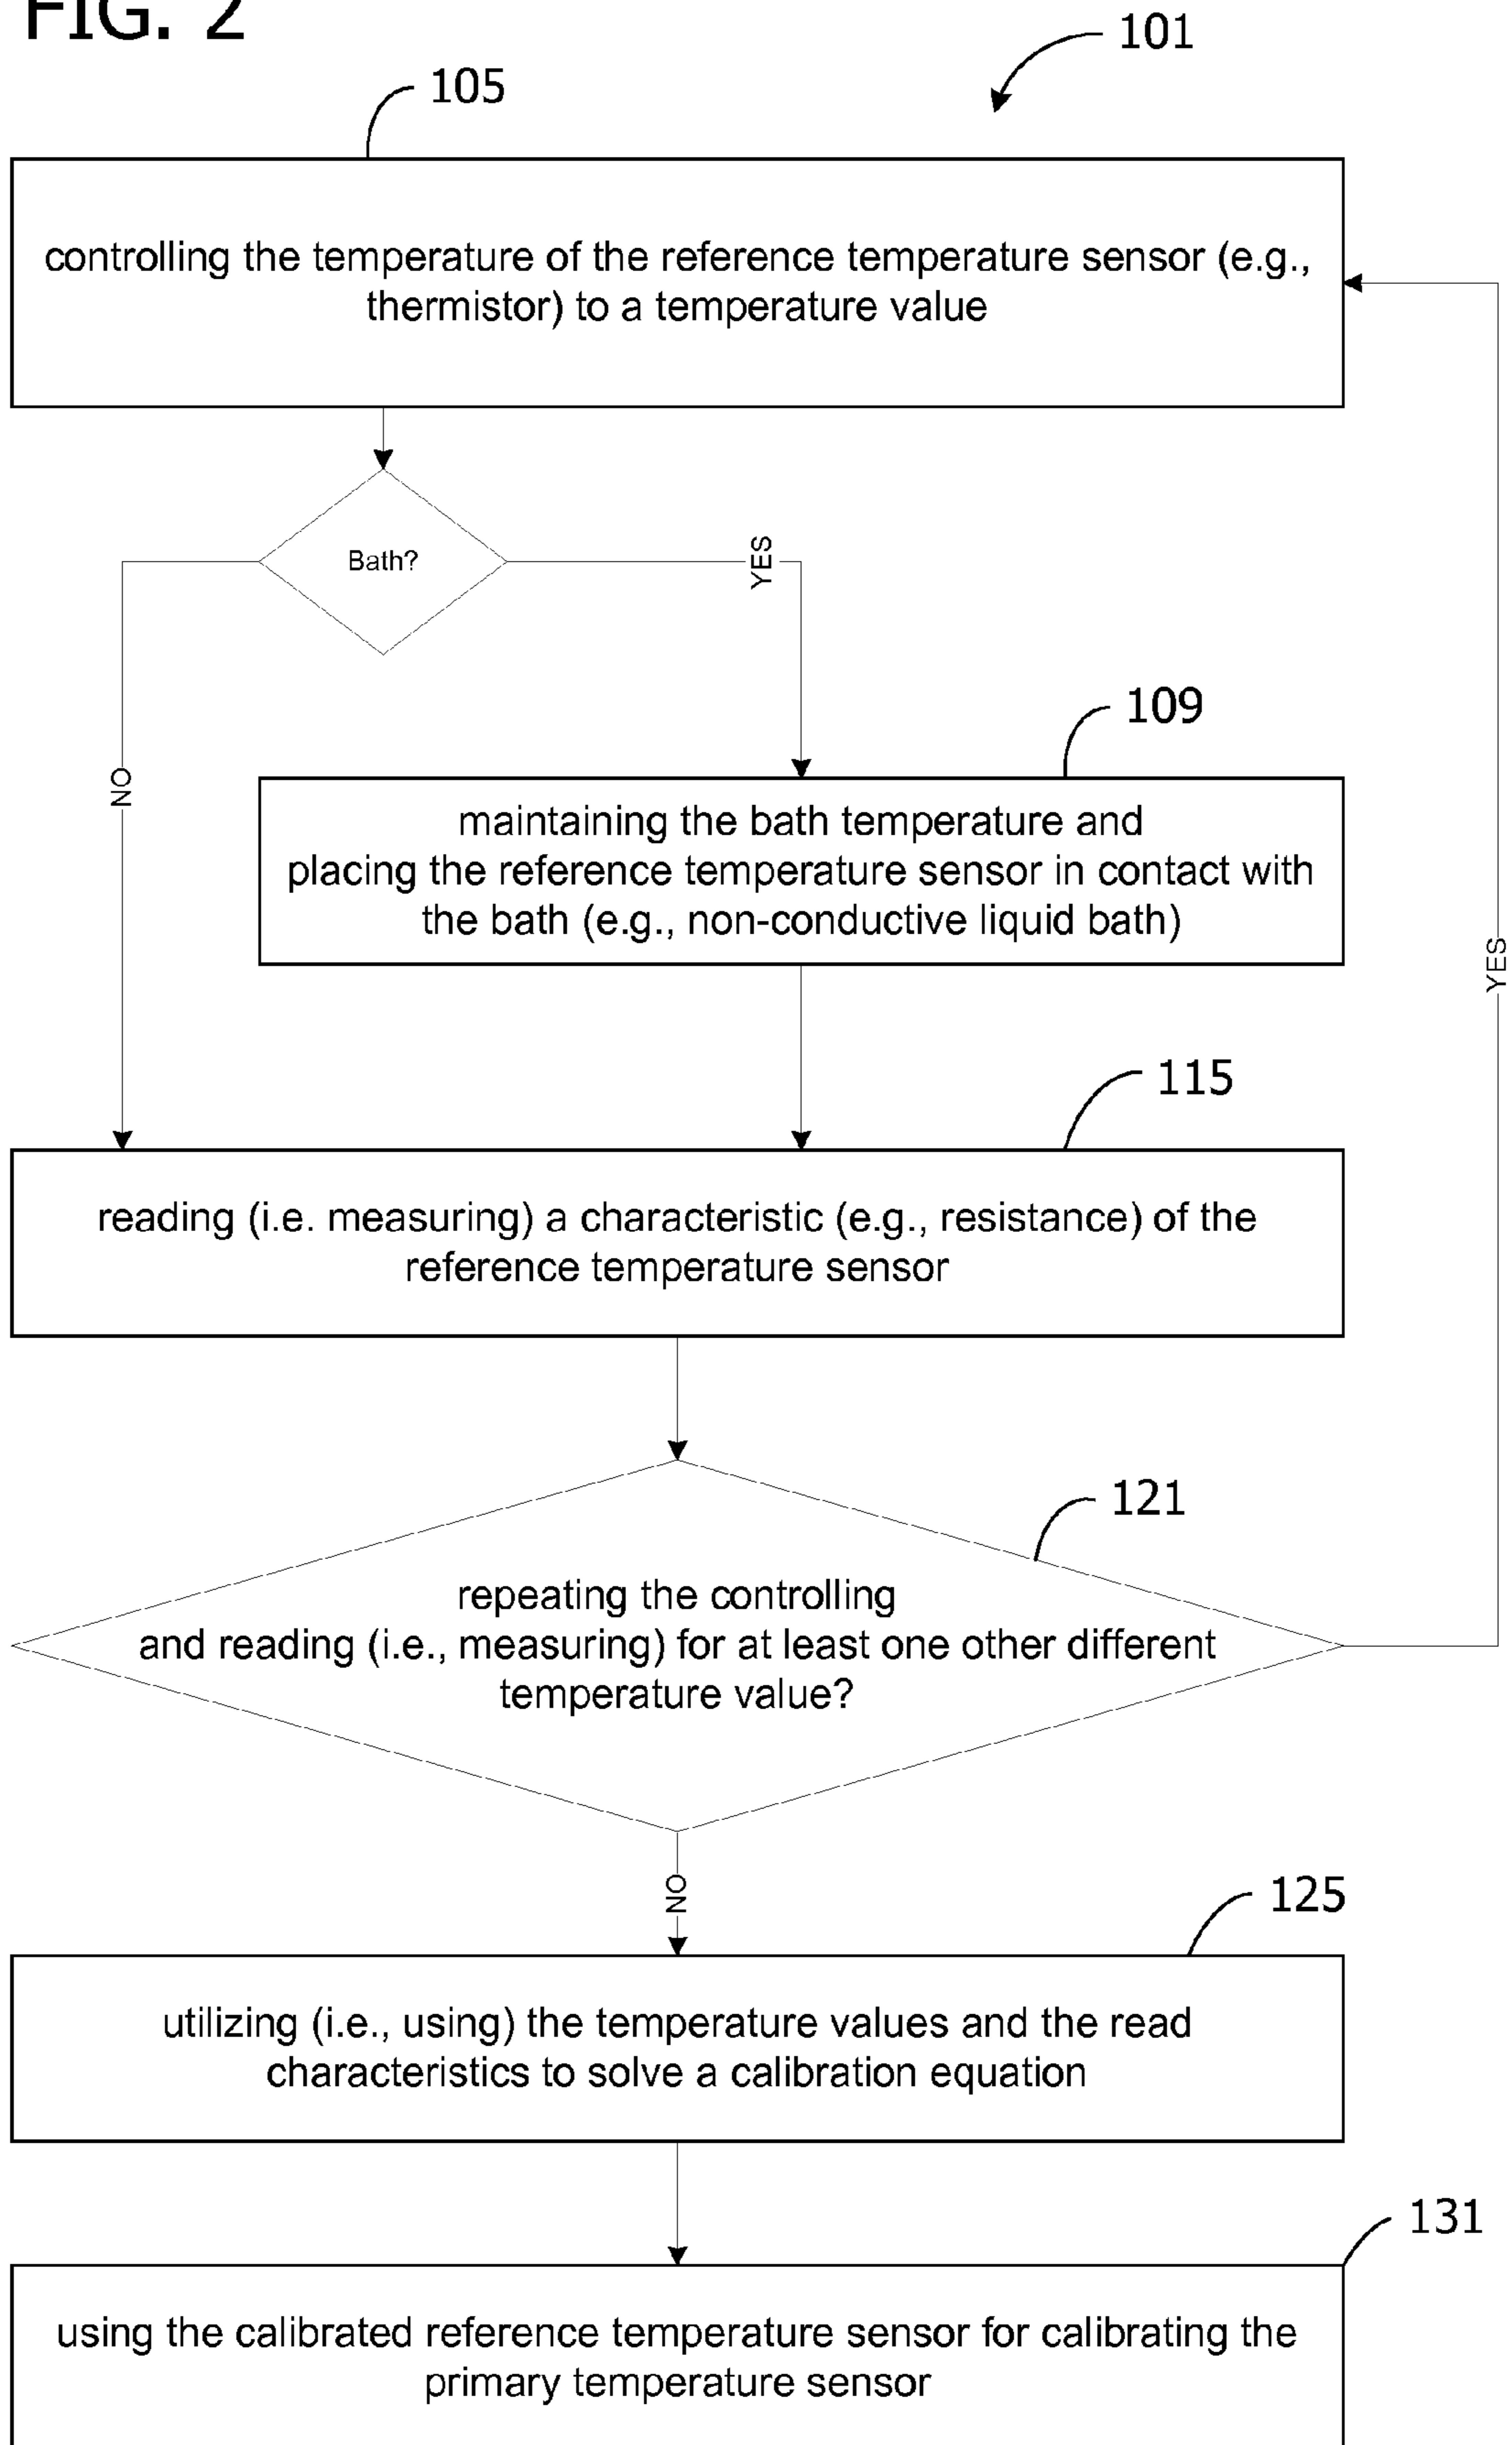 FIG. 2
101
105
controlling the temperature of the reference temperature sensor (e.g.,
thermistor) to a temperature value
Bath?
YES
NO
109
maintaining the bath temperature and
placing the reference temperature sensor in contact with
the bath (e.g., non-conductive liquid bath)
YES
115
reading (i.e. measuring) a characteristic (e.g., resistance) of the
reference temperature sensor
121
repeating the controlling
and reading (i.e., measuring) for at least one other different
temperature value?
NO
125
utilizing (i.e., using) the temperature values and the read
characteristics to solve a calibration equation
131
using the calibrated reference temperature sensor for calibrating the
primary temperature sensor